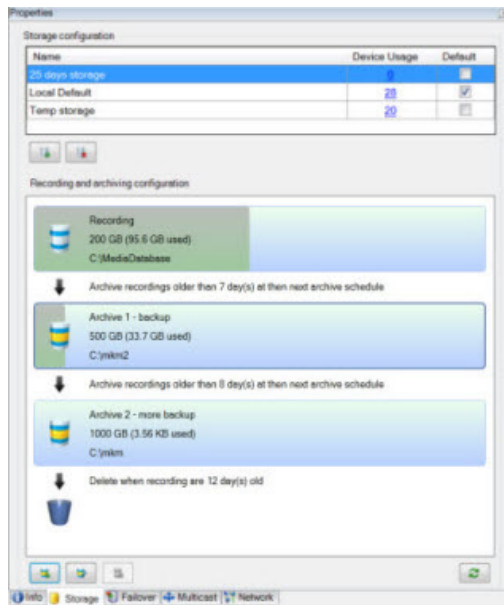 Properties
Storage configuration
Name Device Usage Default
25 days storage 0
Local Default 28
Temp storage 20
Recording and archiving configuration
Recording
200 GB (95.6 GB used)
C:\MediaDatabase
Archive recordings older than 7 day(s) at then next archive schedule
Archive 1 - backup
500 GB (33.7 GB used)
C:\mkm2
Archive recordings older than 8 day(s) at then next archive schedule
Archive 2 - more backup
1000 GB (3.56 KB used)
C:\mkm
Delete when recording are 12 day(s) old
Info Storage Failover Multicast Network